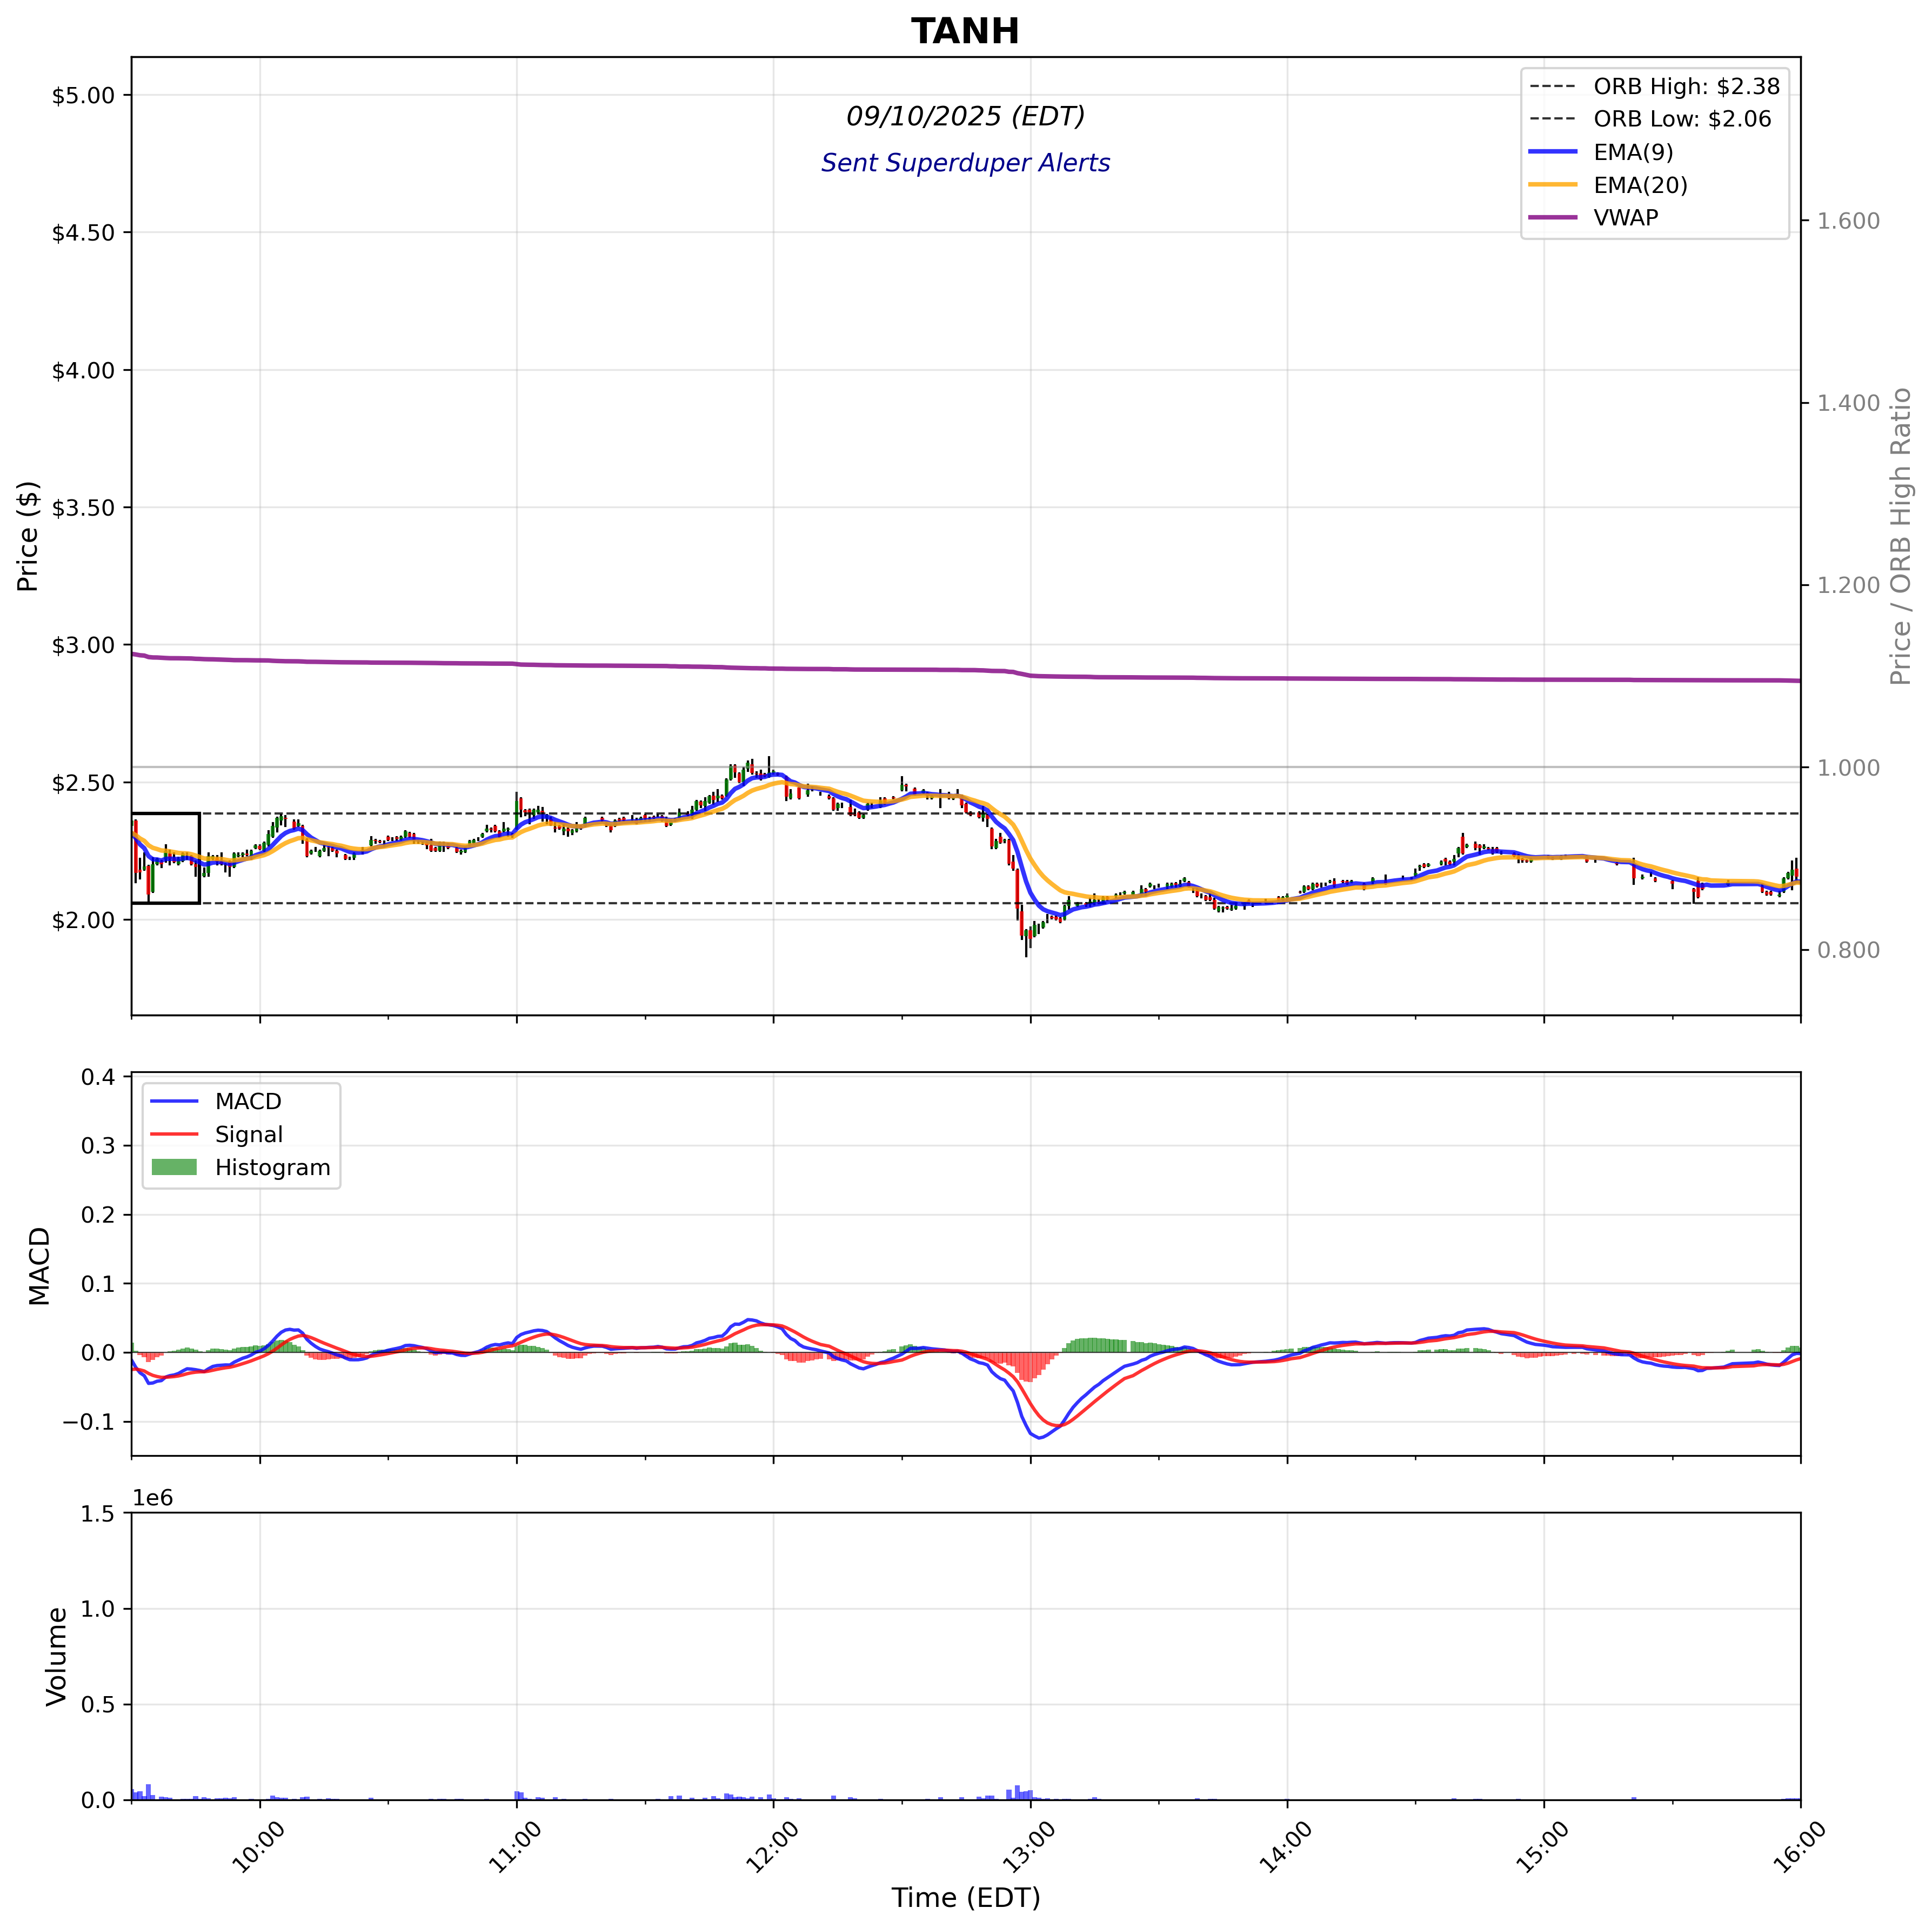 TANH
09/10/2025 (EDT)
Sent Superduper Alerts
ORB High: $2.38
ORB Low: $2.06
EMA(9)
EMA(20)
VWAP
$5.00
$4.50
$4.00
$3.50
$3.00
$2.50
$2.00
Price ($)
1.600
1.400
1.200
1.000
0.800
Price / ORB High Ratio
MACD
Signal
Histogram
0.4
0.3
0.2
0.1
0.0
−0.1
MACD
1e6
1.5
1.0
0.5
0.0
Volume
10:00
11:00
12:00
13:00
14:00
15:00
16:00
Time (EDT)